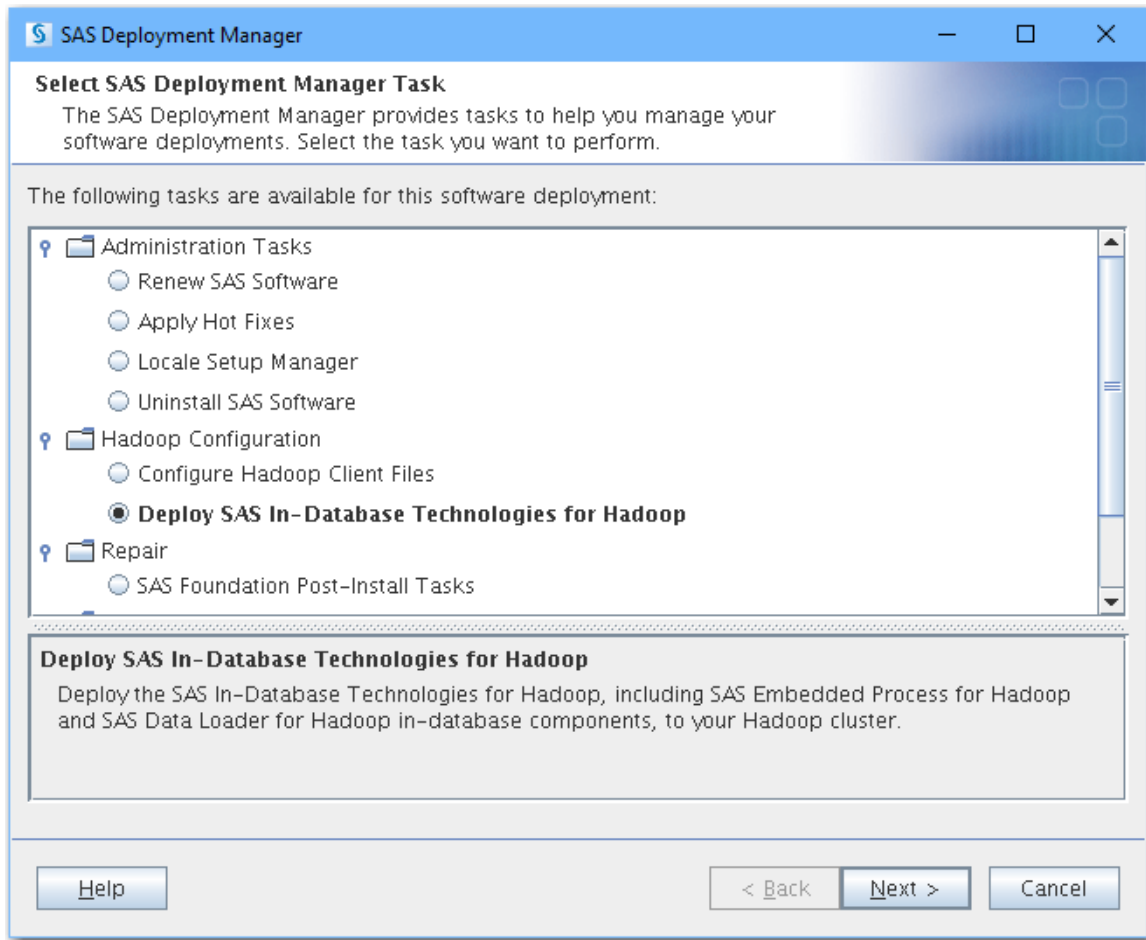 SAS Deployment Manager
Select SAS Deployment Manager Task
The SAS Deployment Manager provides tasks to help you manage your
software deployments. Select the task you want to perform.
The following tasks are available for this software deployment:
Administration Tasks
Renew SAS Software
Apply Hot Fixes
Locale Setup Manager
Uninstall SAS Software
Hadoop Configuration
Configure Hadoop Client Files
Deploy SAS In-Database Technologies for Hadoop
Repair
SAS Foundation Post-Install Tasks
Deploy SAS In-Database Technologies for Hadoop
Deploy the SAS In-Database Technologies for Hadoop, including SAS Embedded Process for Hadoop
and SAS Data Loader for Hadoop in-database components, to your Hadoop cluster.
Help
< Back
Next >
Cancel